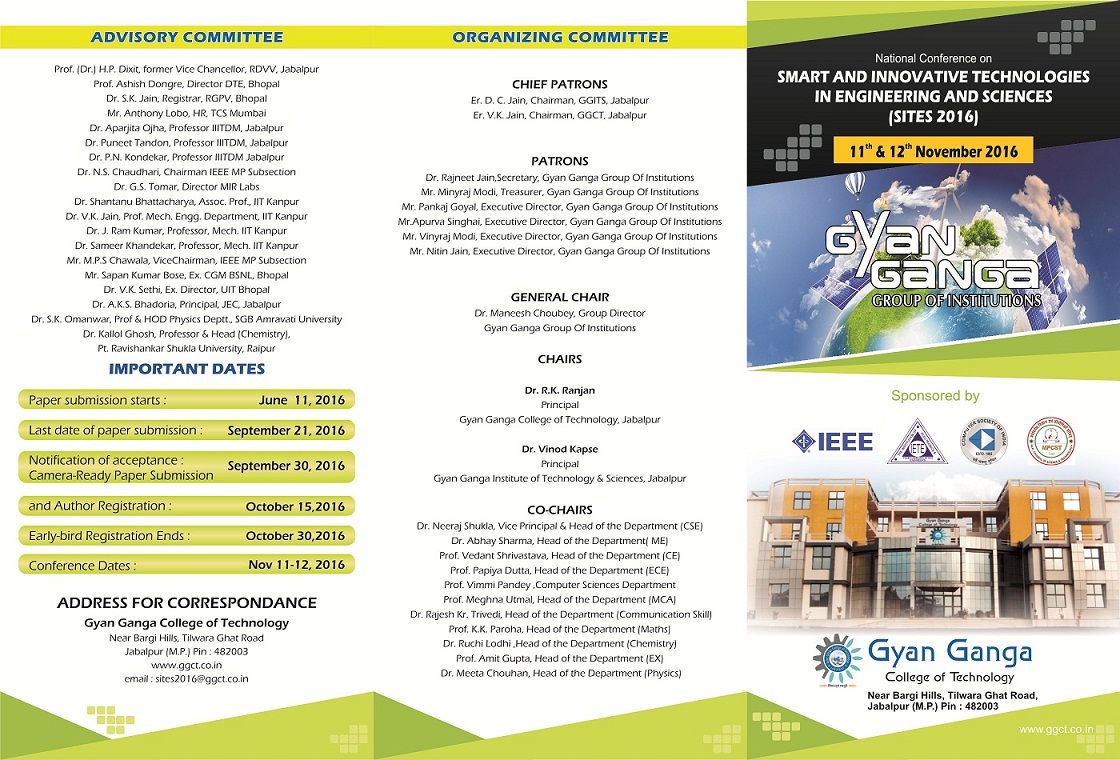 ADVISORY COMMITTEE
Prof. (Dr.) H.P. Dixit, former Vice Chancellor, RDVV, Jabalpur
Prof. Ashish Dongre, Director DTE, Bhopal
Dr. S.K. Jain, Registrar, RGPV, Bhopal
Mr. Anthony Lobo, HR, TCS Mumbai
Dr. Aparjita Ojha, Professor IIITDM, Jabalpur
Dr. Puneet Tandon, Professor IIITDM, Jabalpur
Dr. P.N. Kondekar, Professor IIITDM Jabalpur
Dr. N.S. Chaudhari, Chairman IEEE MP Subsection
Dr. G.S. Tomar, Director MIR Labs
Dr. Shantanu Bhattacharya, Assoc. Prof., IIT Kanpur
Dr. V.K. Jain, Prof. Mech. Engg. Department, IIT Kanpur
Dr. J. Ram Kumar, Professor, Mech. IIT Kanpur
Dr. Sameer Khandekar, Professor, Mech. IIT Kanpur
Mr. M.P.S Chawala, ViceChairman, IEEE MP Subsection
Mr. Sapan Kumar Bose, Ex. CGM BSNL, Bhopal
Dr. V.K. Sethi, Ex. Director, UIT Bhopal
Dr. A.K.S. Bhadoria, Principal, JEC, Jabalpur
Dr. S.K. Omanwar, Prof & HOD Physics Deptt., SGB Amravati University
Dr. Kallol Ghosh, Professor & Head (Chemistry),
Pt. Ravishankar Shukla University, Raipur
IMPORTANT DATES
Paper submission starts : June 11, 2016
Last date of paper submission : September 21, 2016
Notification of acceptance : September 30, 2016
Camera-Ready Paper Submission
and Author Registration : October 15,2016
Early-bird Registration Ends : October 30,2016
Conference Dates : Nov 11-12, 2016
ADDRESS FOR CORRESPONDANCE
Gyan Ganga College of Technology
Near Bargi Hills, Tilwara Ghat Road
Jabalpur (M.P.) Pin : 482003
www.ggct.co.in
email : sites2016@ggct.co.in
ORGANIZING COMMITTEE
CHIEF PATRONS
Er. D. C. Jain, Chairman, GGITS, Jabalpur
Er. V.K. Jain, Chairman, GGCT, Jabalpur
PATRONS
Dr. Rajneet Jain,Secretary, Gyan Ganga Group Of Institutions
Mr. Minyraj Modi, Treasurer, Gyan Ganga Group Of Institutions
Mr. Pankaj Goyal, Executive Director, Gyan Ganga Group Of Institutions
Mr.Apurva Singhai, Executive Director, Gyan Ganga Group Of Institutions
Mr. Vinyraj Modi, Executive Director, Gyan Ganga Group Of Institutions
Mr. Nitin Jain, Executive Director, Gyan Ganga Group Of Institutions
GENERAL CHAIR
Dr. Maneesh Choubey, Group Director
Gyan Ganga Group Of Institutions
CHAIRS
Dr. R.K. Ranjan
Principal
Gyan Ganga College of Technology, Jabalpur
Dr. Vinod Kapse
Principal
Gyan Ganga Institute of Technology & Sciences, Jabalpur
CO-CHAIRS
Dr. Neeraj Shukla, Vice Principal & Head of the Department (CSE)
Dr. Abhay Sharma, Head of the Department( ME)
Prof. Vedant Shrivastava, Head of the Department (CE)
Prof. Papiya Dutta, Head of the Department (ECE)
Prof. Vimmi Pandey ,Computer Sciences Department
Prof. Meghna Utmal, Head of the Department (MCA)
Dr. Rajesh Kr. Trivedi, Head of the Department (Communication Skill)
Prof. K.K. Paroha, Head of the Department (Maths)
Dr. Ruchi Lodhi ,Head of the Department (Chemistry)
Prof. Amit Gupta, Head of the Department (EX)
Dr. Meeta Chouhan, Head of the Department (Physics)
National Conference on
SMART AND INNOVATIVE TECHNOLOGIES
IN ENGINEERING AND SCIENCES
(SITES 2016)
11th & 12th November 2016
GYAN
GANGA
GROUP OF INSTITUTIONS
Sponsored by
IEEE
IETE
COMPUTER SOCIETY OF INDIA
MPCST
Gyan Ganga
College of Technology
Gyan Ganga
College of Technology
Near Bargi Hills, Tilwara Ghat Road,
Jabalpur (M.P.) Pin : 482003
www.ggct.co.in